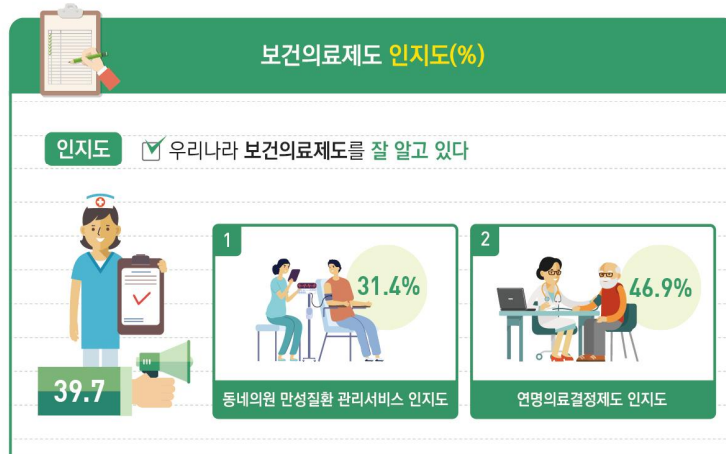 보건의료제도 인지도(%)
인지도
우리나라 보건의료제도를 잘 알고 있다
39.7
1
31.4%
동네의원 만성질환 관리서비스 인지도
2
46.9%
연명의료결정제도 인지도